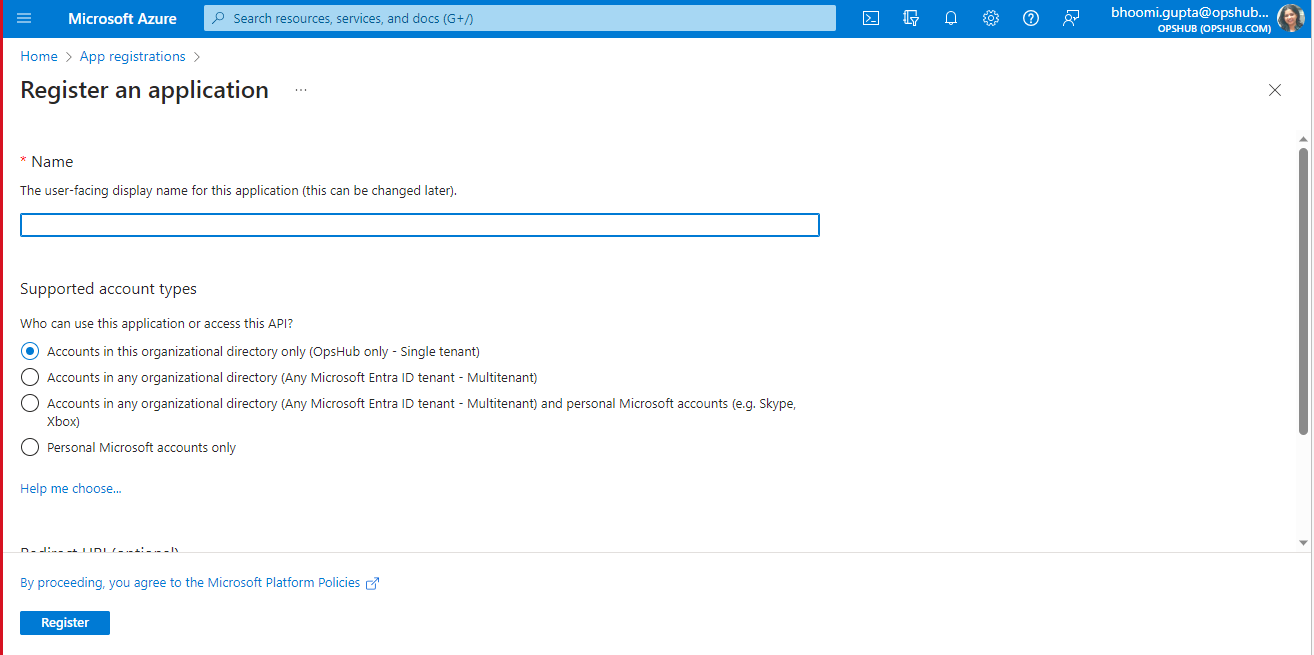 Microsoft Azure
Search resources, services, and docs (G+/)
bhoomi.gupta@opshub...
OPSHUB (OPSHUB.COM)
Home > App registrations >
Register an application ...
* Name
The user-facing display name for this application (this can be changed later).
Supported account types
Who can use this application or access this API?
Accounts in this organizational directory only (OpsHub only - Single tenant)
Accounts in any organizational directory (Any Microsoft Entra ID tenant - Multitenant)
Accounts in any organizational directory (Any Microsoft Entra ID tenant - Multitenant) and personal Microsoft accounts (e.g. Skype,
Xbox)
Personal Microsoft accounts only
Help me choose...
Redirect URI (optional)
By proceeding, you agree to the Microsoft Platform Policies
Register